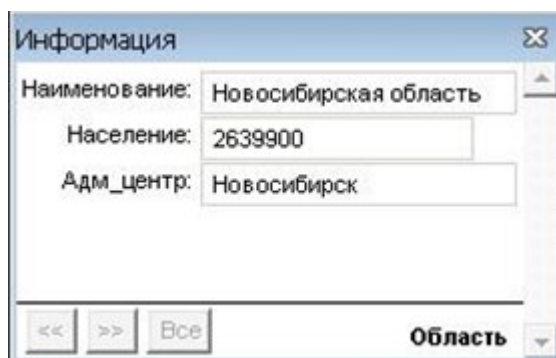 Информация
Наименование: Новосибирская область
Население: 2639900
Адм_центр: Новосибирск
<< >> Все Область